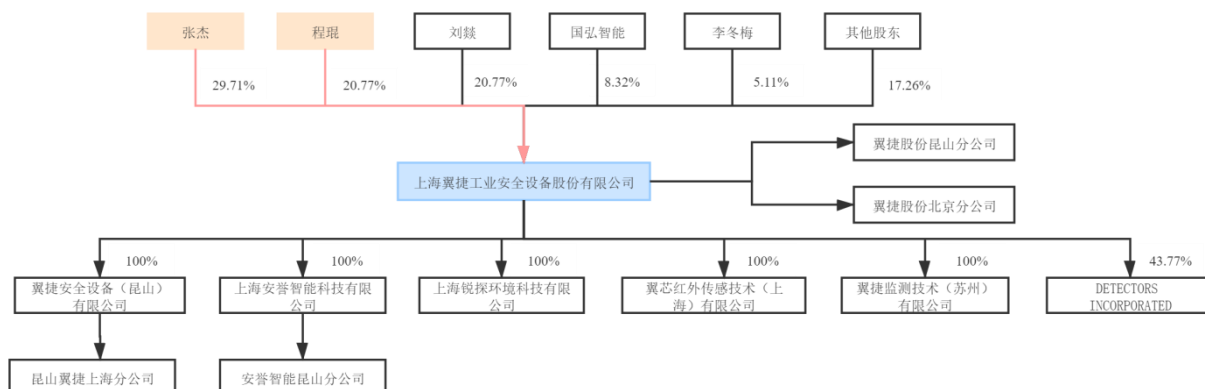 张杰
程琨
刘燚
国弘智能
李冬梅
其他股东
29.71%
20.77%
20.77%
8.32%
5.11%
17.26%
翼捷股份昆山分公司
上海翼捷工业安全设备股份有限公司
翼捷股份北京分公司
100%
100%
100%
100%
100%
43.77%
翼捷安全设备（昆山）
有限公司
上海安誉智能科技有限
公司
上海锐探环境科技有限
公司
翼芯红外传感技术（上
海）有限公司
翼捷监测技术（苏州）
有限公司
DETECTORS
INCORPORATED
昆山翼捷上海分公司
安誉智能昆山分公司